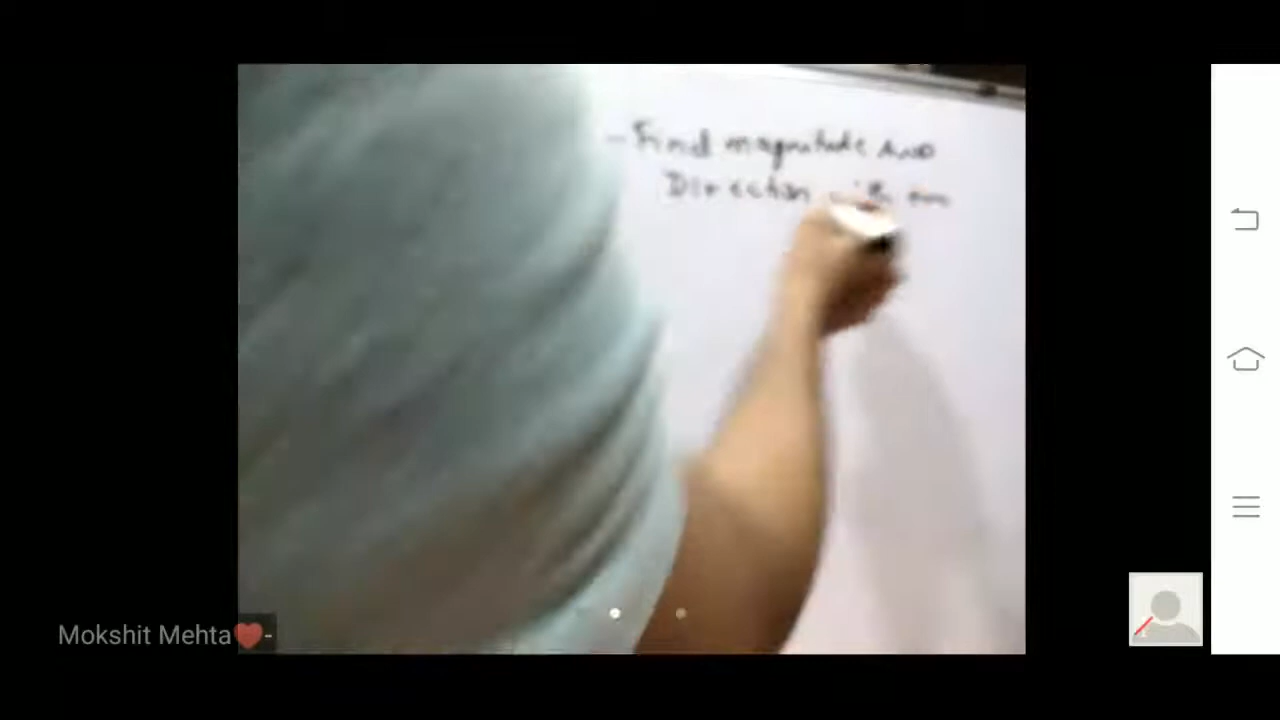 - Find magnitude AND
Direction
Mokshit Mehta❤️-